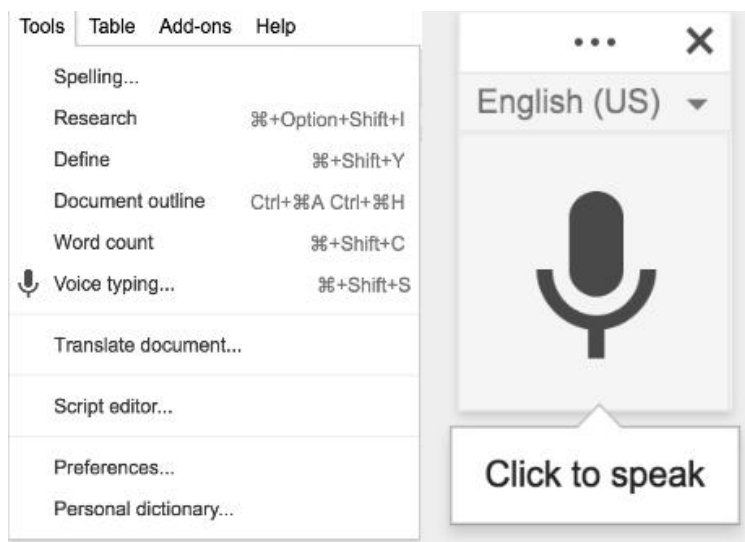 Tools Table Add-ons Help
Spelling...
Research ⌘+Option+Shift+I
Define ⌘+Shift+Y
Document outline Ctrl+⌘A Ctrl+⌘H
Word count ⌘+Shift+C
Voice typing... ⌘+Shift+S
Translate document...
Script editor...
Preferences...
Personal dictionary...
English (US)
Click to speak